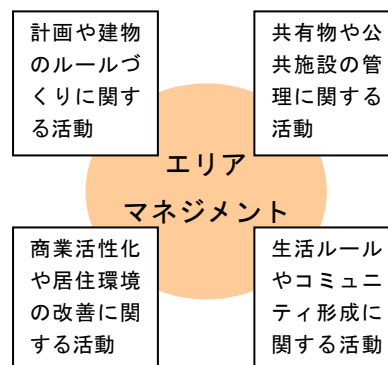 計画や建物
のルールづ
くりに関す
る活動
共有物や公
共施設の管
理に関する
活動
エリア
マネジメント
商業活性化
や居住環境
の改善に関
する活動
生活ルール
やコミュニ
ティ形成に
関する活動